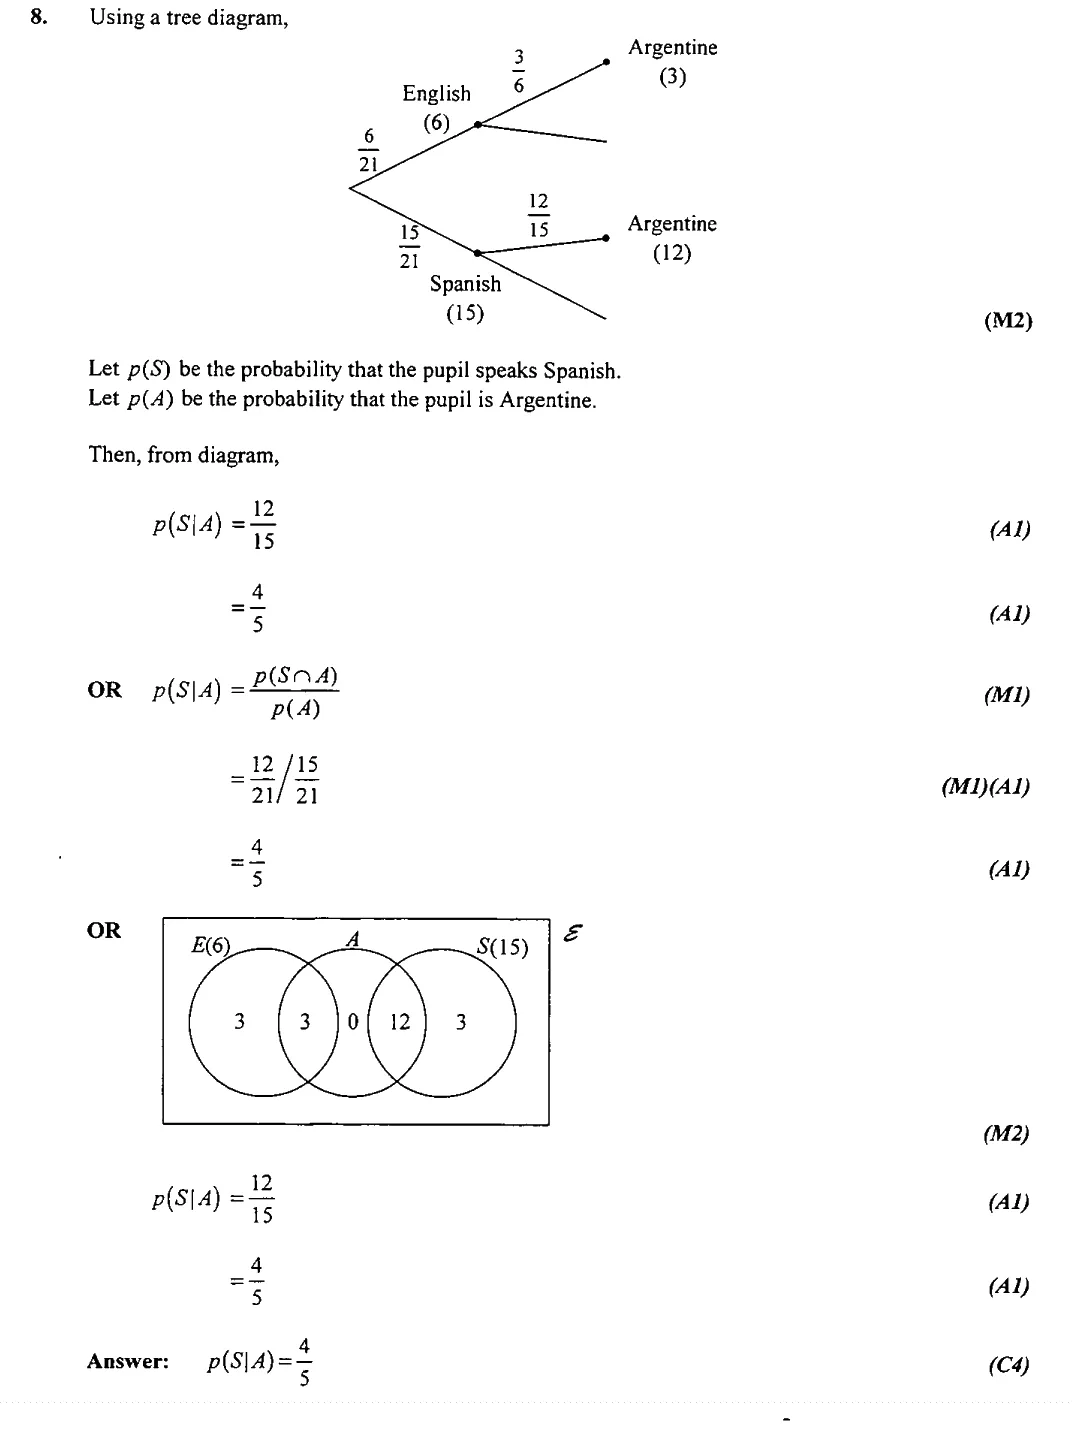 8. Using a tree diagram,
Argentine
(3)
3/6
English
(6)
6/21
12/15
Argentine
(12)
15/21
Spanish
(15)
(M2)
Let p(S) be the probability that the pupil speaks Spanish.
Let p(A) be the probability that the pupil is Argentine.
Then, from diagram,
p(S|A) = 12/15 (A1)
= 4/5 (A1)
OR p(S|A) = p(S∩A)/p(A) (M1)
= 12/21 / 15/21 (M1)(A1)
= 4/5 (A1)
OR
E(6) A S(15) ℰ
3 3 0 12 3
(M2)
p(S|A) = 12/15 (A1)
= 4/5 (A1)
Answer: p(S|A) = 4/5 (C4)